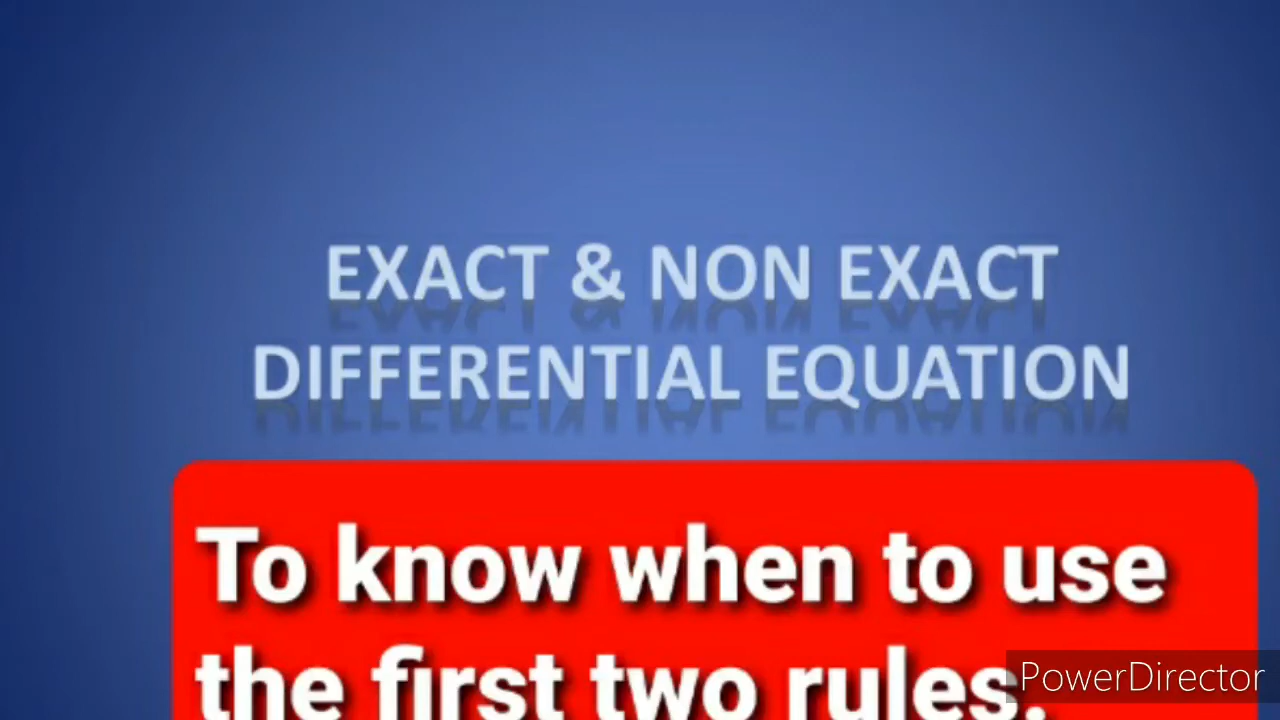 EXACT & NON EXACT
DIFFERENTIAL EQUATION
To know when to use
the first two rules.
PowerDirector